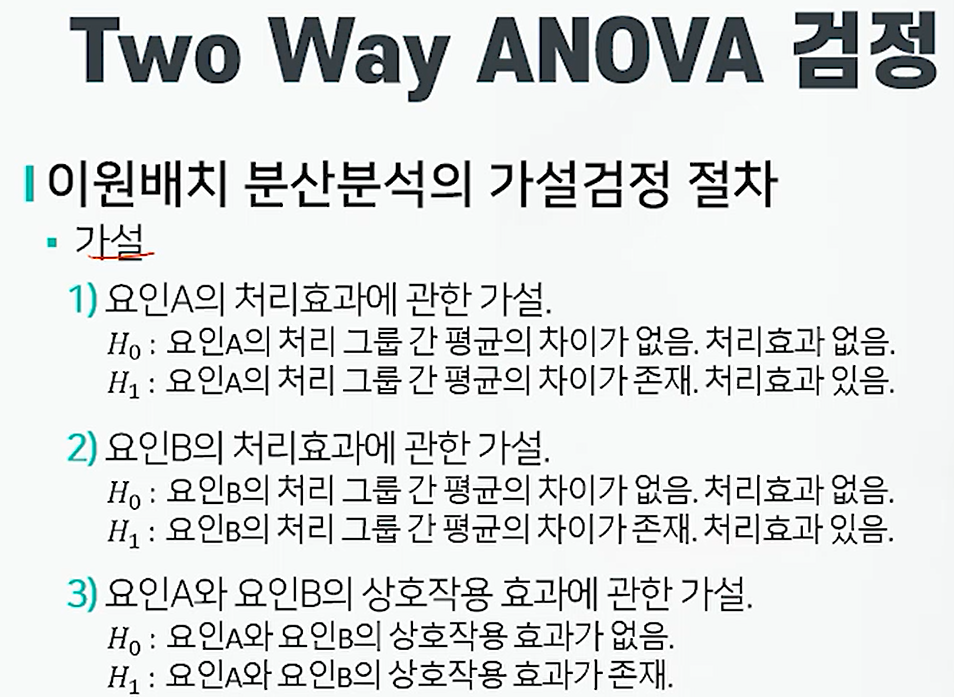 Two Way ANOVA 검정
이원배치 분산분석의 가설검정 절차
▪ 가설
1) 요인A의 처리효과에 관한 가설.
H₀ : 요인A의 처리 그룹 간 평균의 차이가 없음. 처리효과 없음.
H₁ : 요인A의 처리 그룹 간 평균의 차이가 존재. 처리효과 있음.
2) 요인B의 처리효과에 관한 가설.
H₀ : 요인B의 처리 그룹 간 평균의 차이가 없음. 처리효과 없음.
H₁ : 요인B의 처리 그룹 간 평균의 차이가 존재. 처리효과 있음.
3) 요인A와 요인B의 상호작용 효과에 관한 가설.
H₀ : 요인A와 요인B의 상호작용 효과가 없음.
H₁ : 요인A와 요인B의 상호작용 효과가 존재.